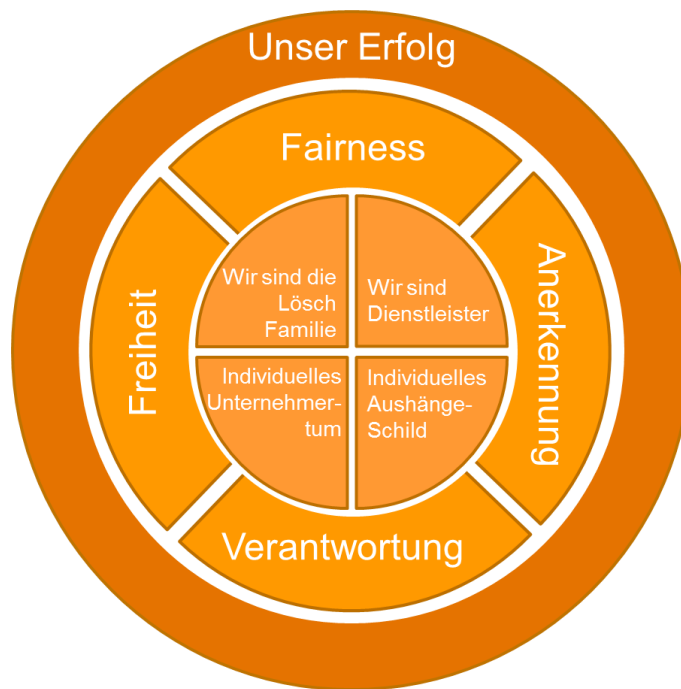 Unser Erfolg
Fairness
Freiheit
Anerkennung
Wir sind die
Lösch
Familie
Wir sind
Dienstleister
Individuelles
Unternehmer-
tum
Individuelles
Aushänge-
Schild
Verantwortung